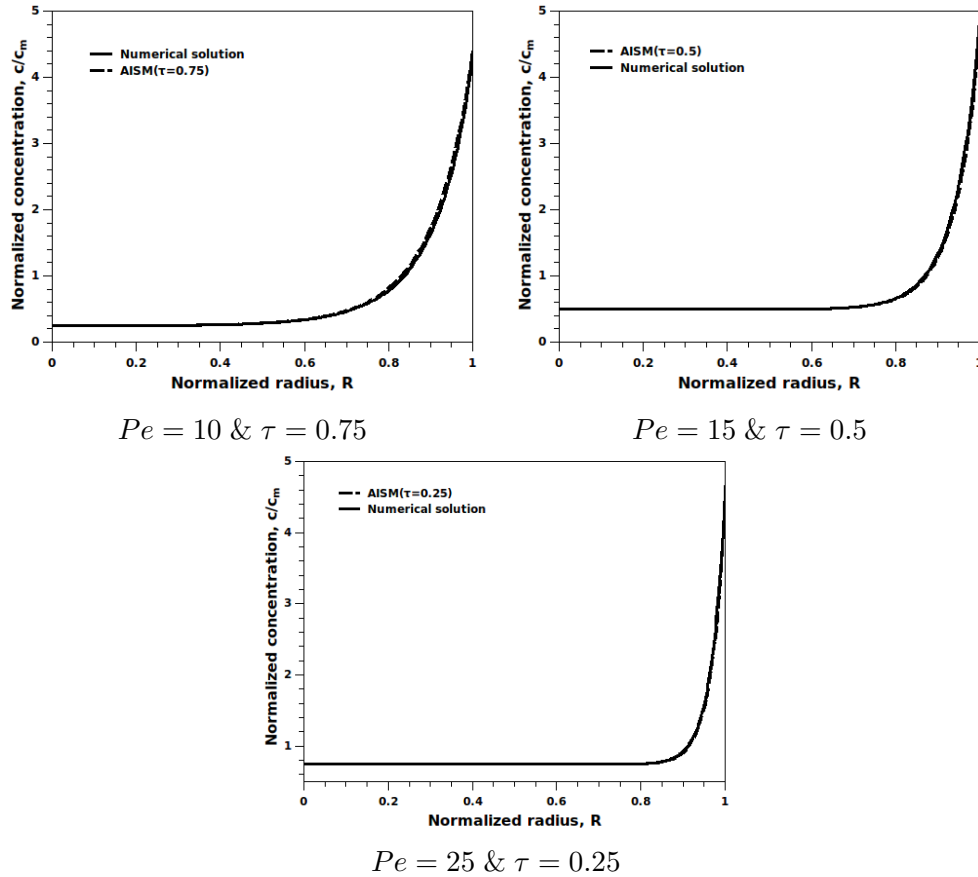 5
4
3
2
1
0
Normalized concentration, c/cₘ
Numerical solution
AISM(τ=0.75)
0 0.2 0.4 0.6 0.8 1
Normalized radius, R
Pe = 10 & τ = 0.75
5
4
3
2
1
0
Normalized concentration, c/cₘ
AISM(τ=0.5)
Numerical solution
0 0.2 0.4 0.6 0.8 1
Normalized radius, R
Pe = 15 & τ = 0.5
5
4
3
2
1
Normalized concentration, c/cₘ
AISM(τ=0.25)
Numerical solution
0 0.2 0.4 0.6 0.8 1
Normalized radius, R
Pe = 25 & τ = 0.25